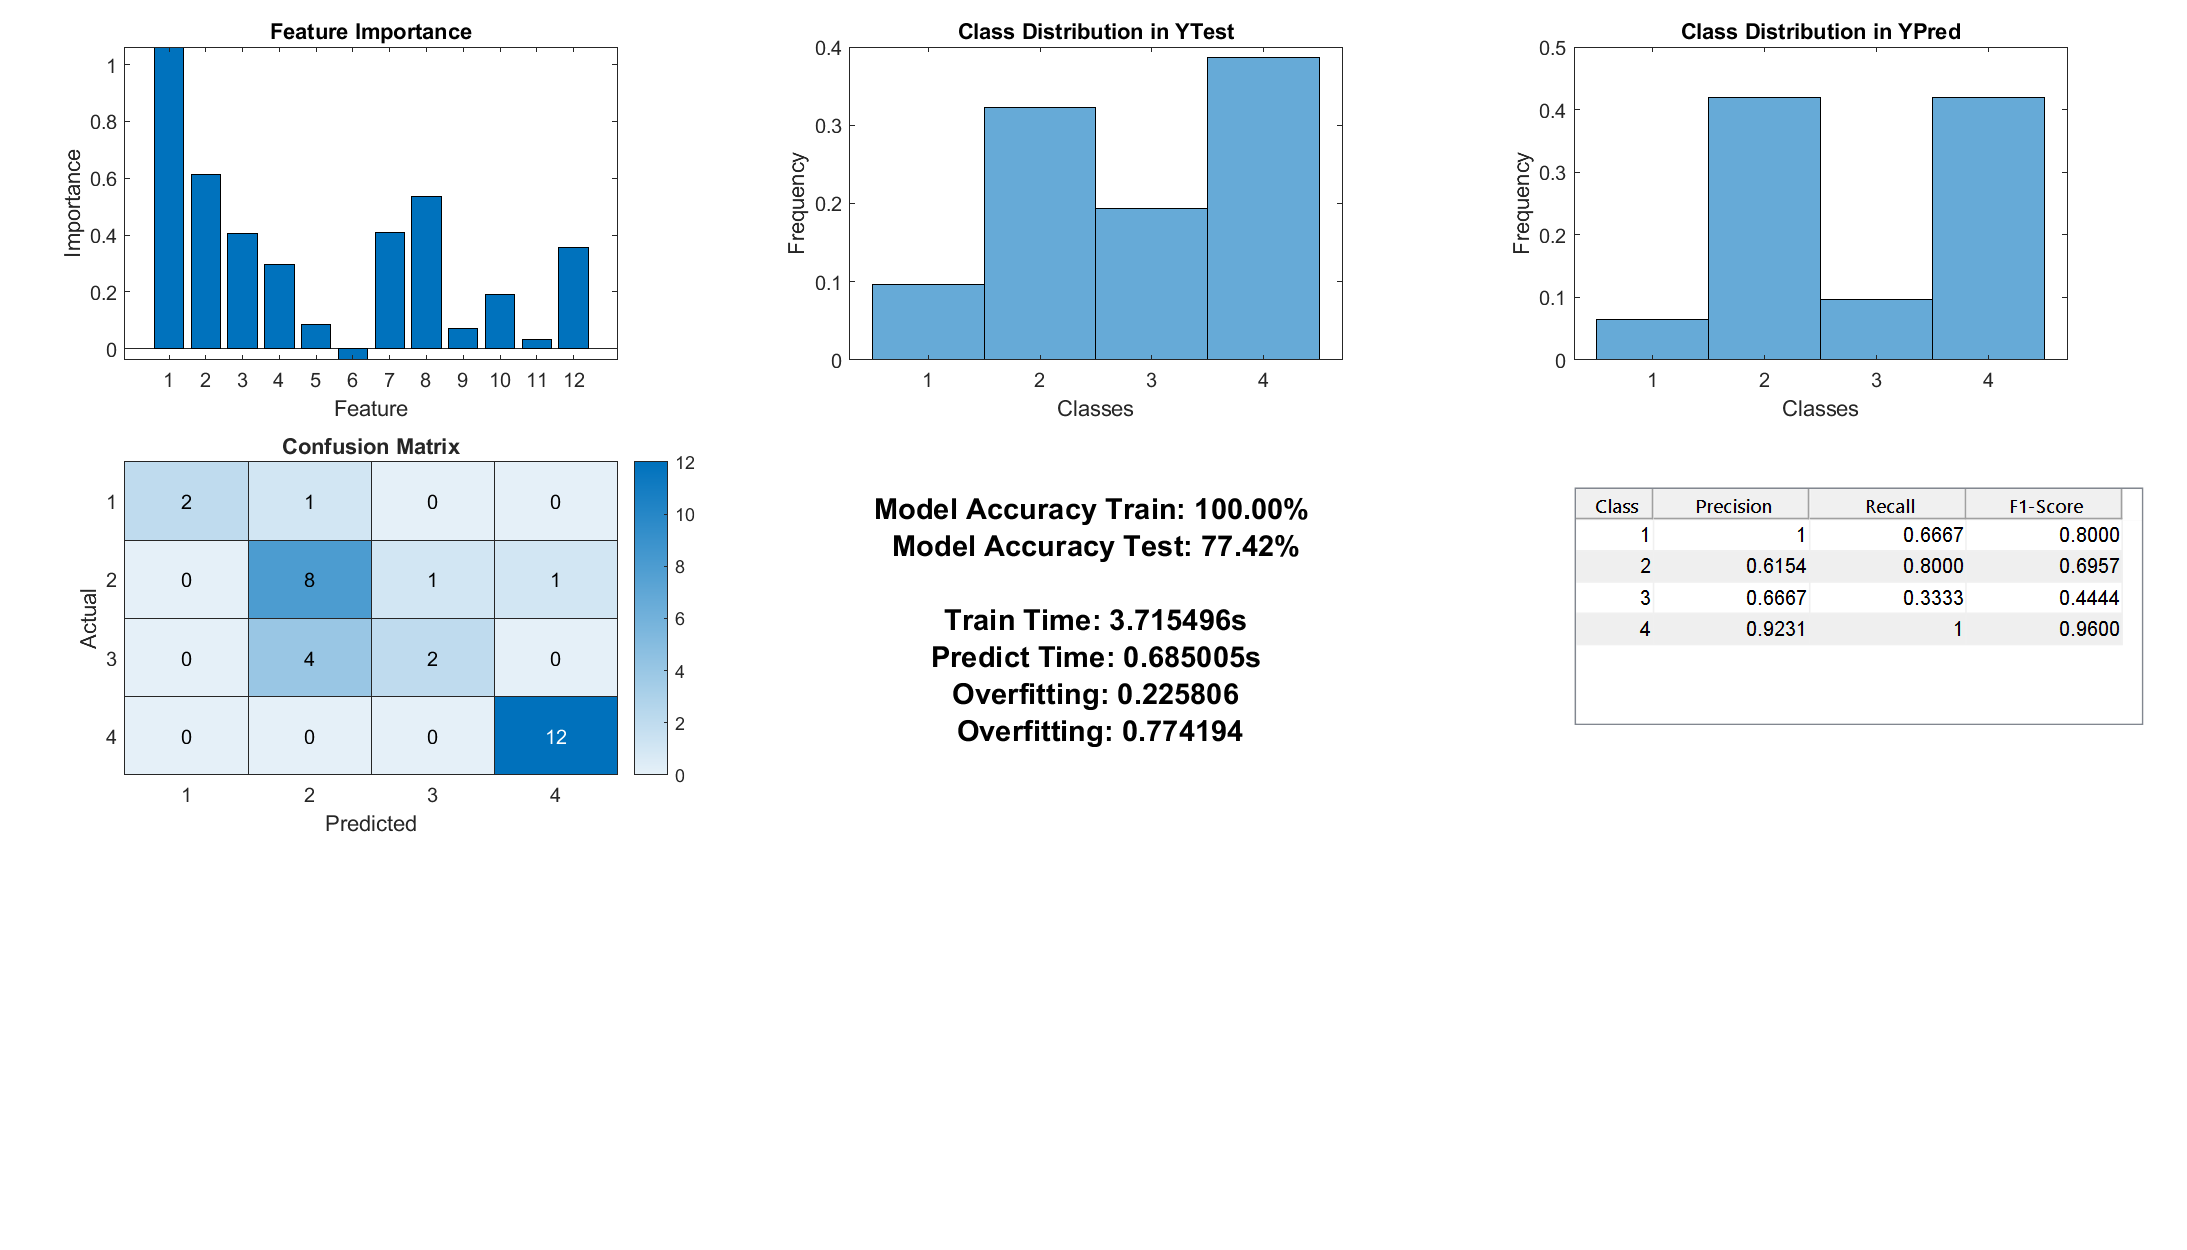 Feature Importance
1
0.8
0.6
0.4
0.2
0
Importance
1 2 3 4 5 6 7 8 9 10 11 12
Feature
Class Distribution in YTest
0.4
0.3
0.2
0.1
0
Frequency
1 2 3 4
Classes
Class Distribution in YPred
0.5
0.4
0.3
0.2
0.1
0
Frequency
1 2 3 4
Classes
Confusion Matrix
Actual
1 2 1 0 0
2 0 8 1 1
3 0 4 2 0
4 0 0 0 12
1 2 3 4
Predicted
12
10
8
6
4
2
0
Model Accuracy Train: 100.00%
Model Accuracy Test: 77.42%
Train Time: 3.715496s
Predict Time: 0.685005s
Overfitting: 0.225806
Overfitting: 0.774194
Class Precision Recall F1-Score
1 1 0.6667 0.8000
2 0.6154 0.8000 0.6957
3 0.6667 0.3333 0.4444
4 0.9231 1 0.9600